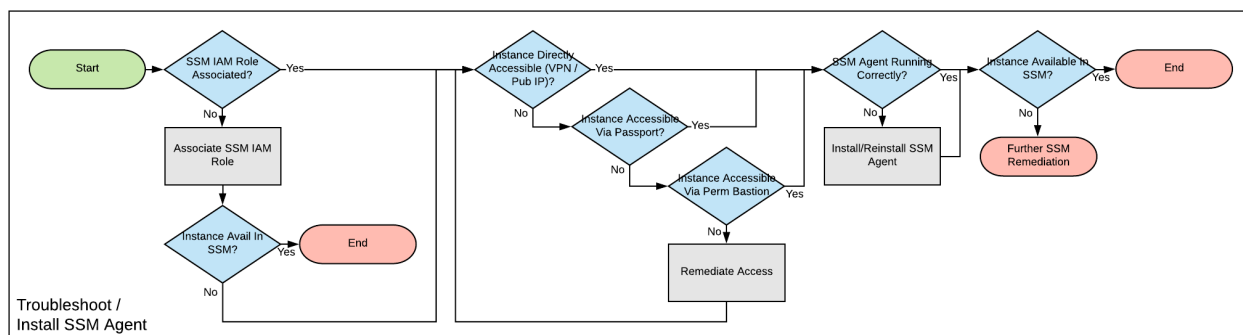 Start
SSM IAM Role
Associated?
Yes
No
Associate SSM IAM
Role
Instance Avail In
SSM?
Yes
End
No
Instance Directly
Accessible (VPN /
Pub IP)?
Yes
No
Instance Accessible
Via Passport?
Yes
No
Instance Accessible
Via Perm Bastion
Yes
No
Remediate Access
SSM Agent Running
Correctly?
Yes
No
Install/Reinstall SSM
Agent
Instance Available In
SSM?
Yes
End
No
Further SSM
Remediation
Troubleshoot /
Install SSM Agent